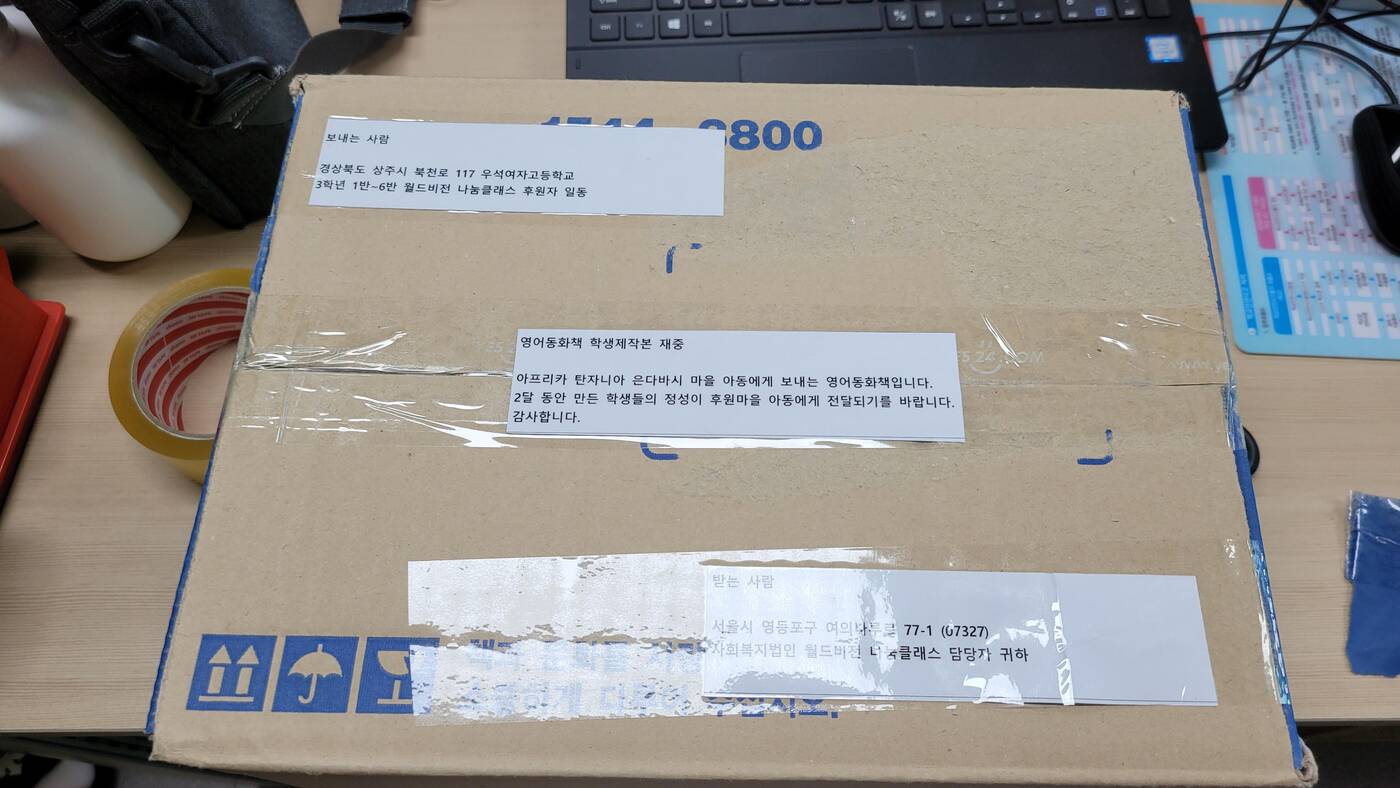 8800
보내는 사람
경상북도 상주시 북천로 117 우석여자고등학교
3학년 1반~6반 월드비전 나눔클래스 후원자 일동
영어동화책 학생제작본 재중
아프리카 탄자니아 은다바시 마을 아동에게 보내는 영어동화책입니다.
2달 동안 만든 학생들의 정성이 후원마을 아동에게 전달되기를 바랍니다.
감사합니다.
받는 사람
서울시 영등포구 여의나루로 77-1 (07327)
사회복지법인 월드비전 나눔클래스 담당자 귀하